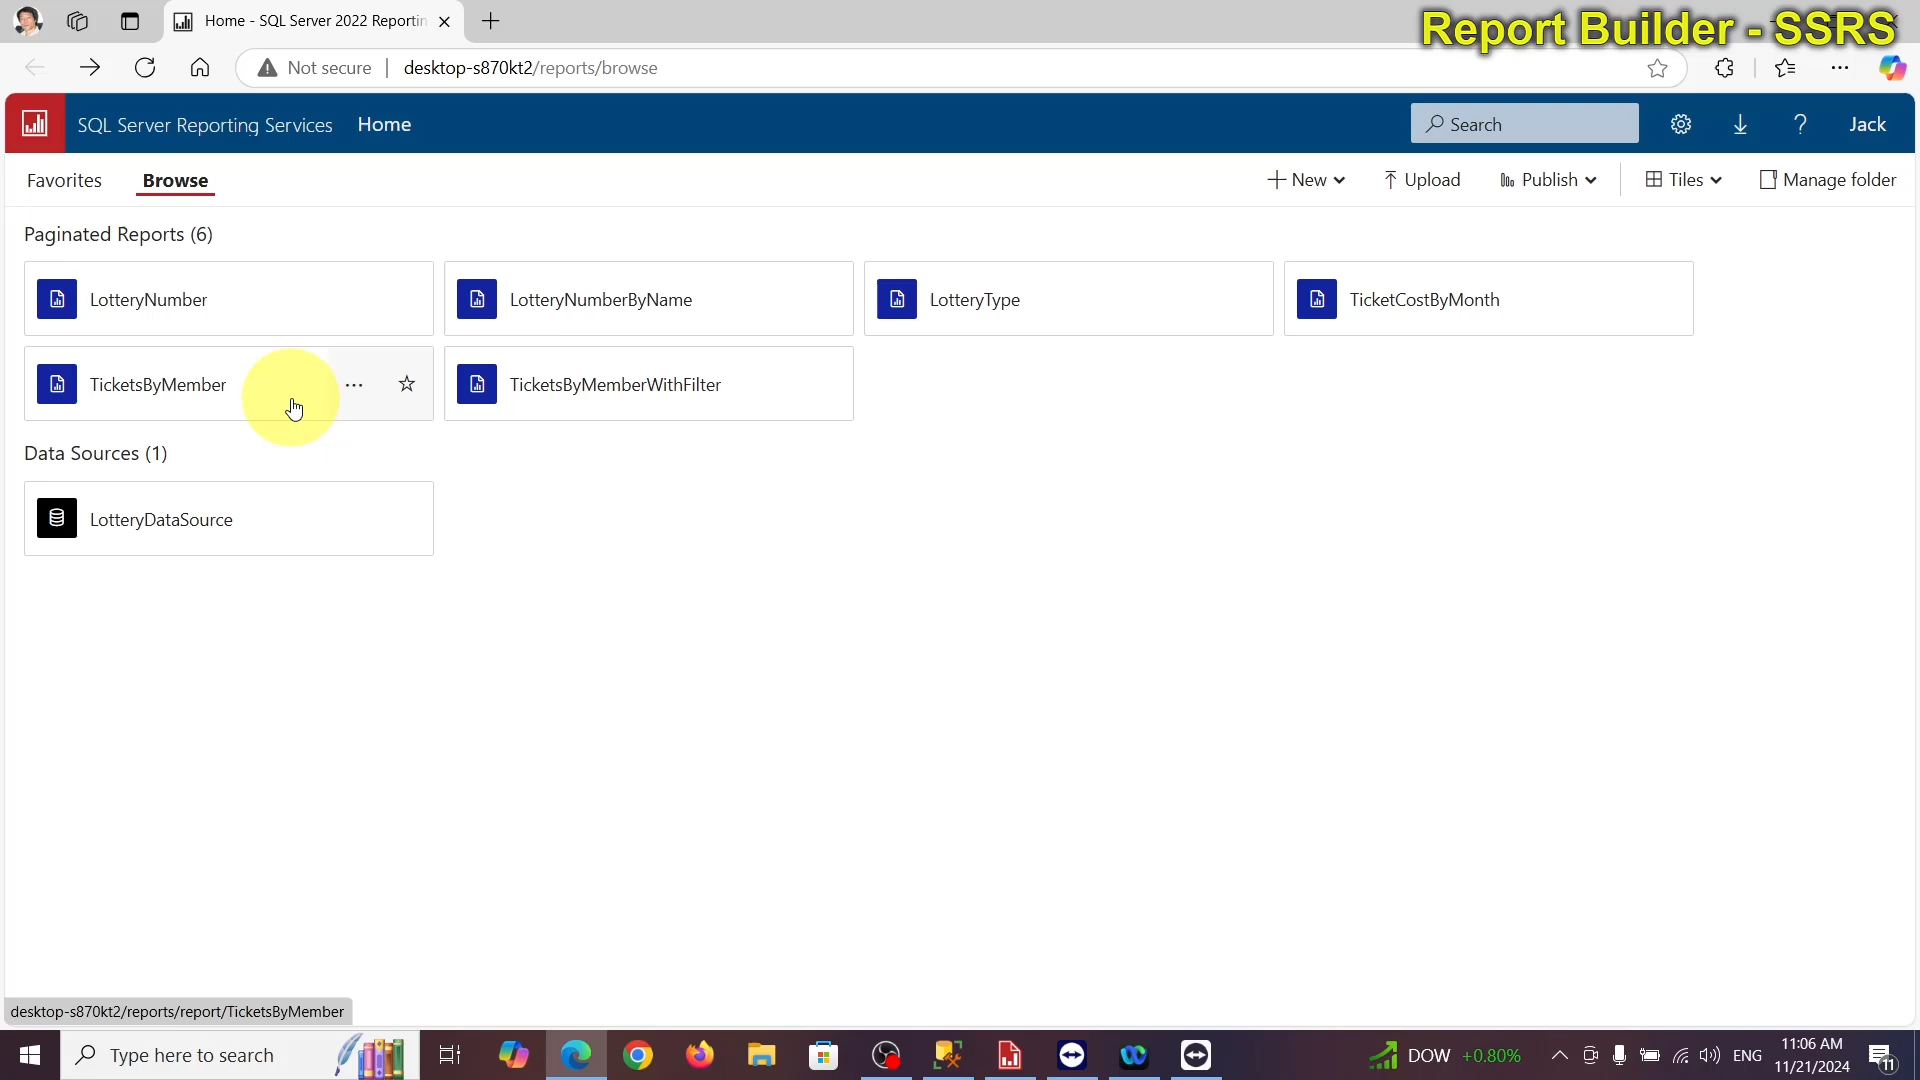 Home - SQL Server 2022 Reportin
Report Builder - SSRS
Not secure
desktop-s870kt2/reports/browse
SQL Server Reporting Services
Home
Search
Jack
Favorites
Browse
New
Upload
Publish
Tiles
Manage folder
Paginated Reports (6)
LotteryNumber
LotteryNumberByName
LotteryType
TicketCostByMonth
TicketsByMember
TicketsByMemberWithFilter
Data Sources (1)
LotteryDataSource
desktop-s870kt2/reports/report/TicketsByMember
Type here to search
DOW +0.80%
ENG
11:06 AM
11/21/2024
11